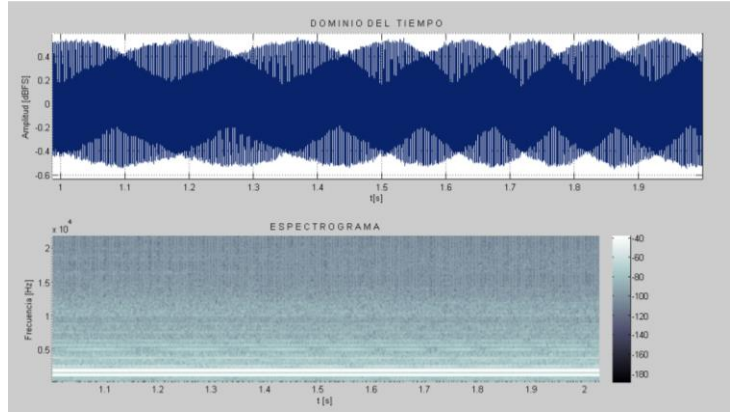 DOMINIO DEL TIEMPO
Amplitud [dBFS]
0.4
0.2
0
-0.2
-0.4
-0.6
1 1.1 1.2 1.3 1.4 1.5 1.6 1.7 1.8 1.9
t[s]
ESPECTROGRAMA
x 10^4
Frecuencia [Hz]
2
1.5
1
0.5
1.1 1.2 1.3 1.4 1.5 1.6 1.7 1.8 1.9 2
t [s]
-40
-60
-80
-100
-120
-140
-160
-180